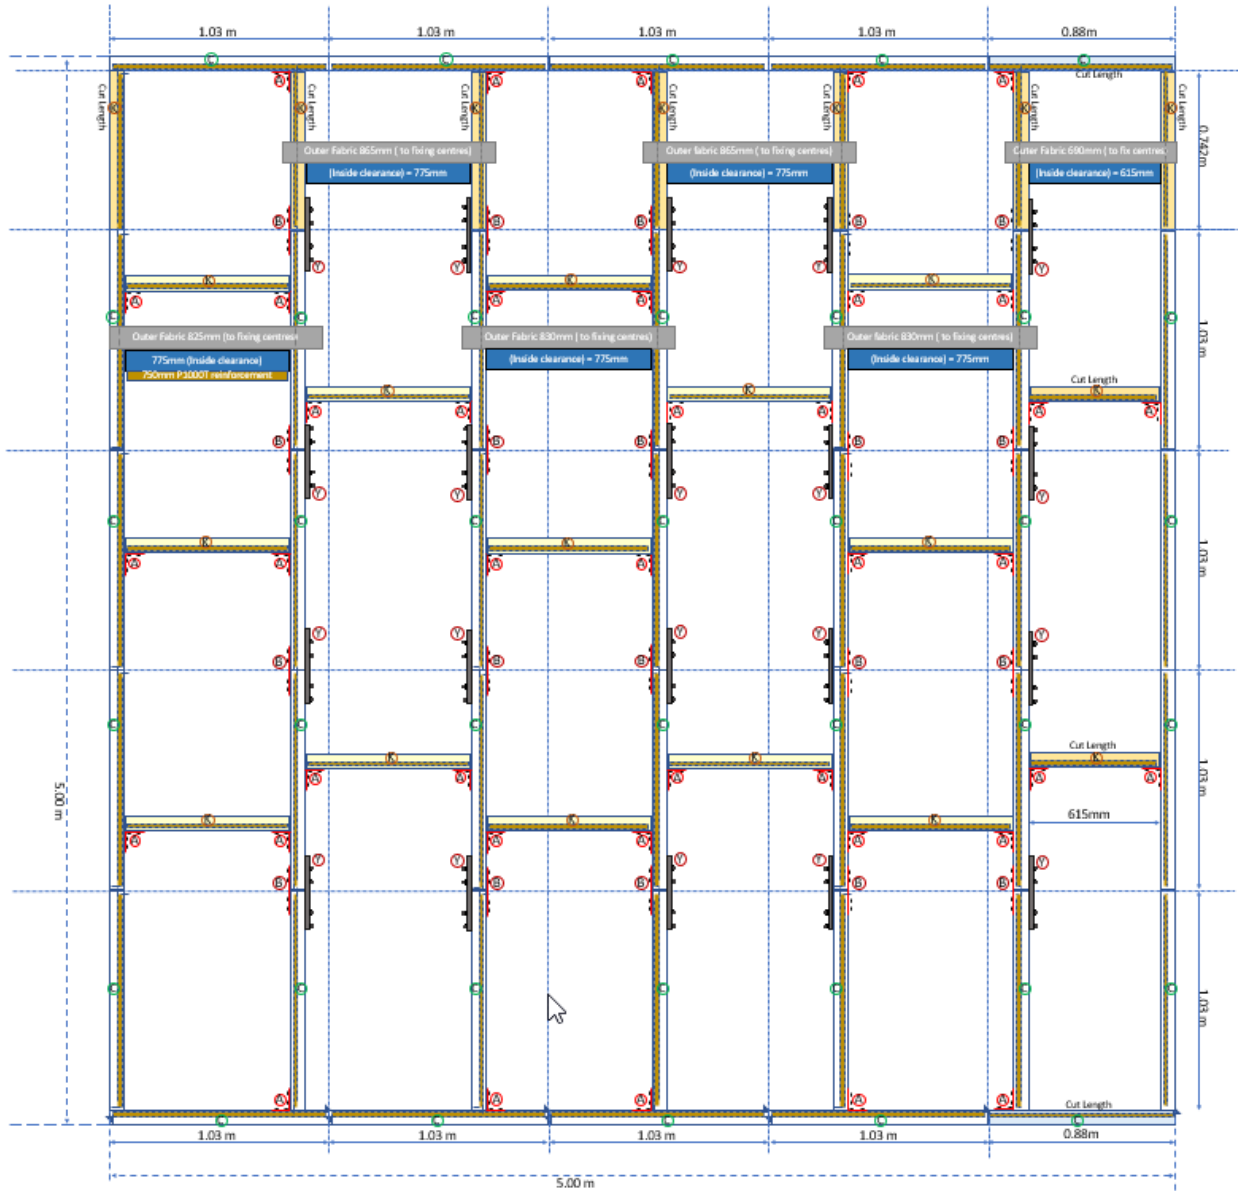 1.03 m 1.03 m 1.03 m 1.03 m 0.88m
C C C C C
Cut Length
A A A A A
Cut Length K K Cut Length K Cut Length K Cut Length K Cut Length K Cut Length
0.742m
Outer Fabric 865mm ( to fixing centres) Outer Fabric 865mm ( to fixing centres) Outer Fabric 690mm ( to fix centres)
(Inside clearance) = 775mm (Inside clearance) = 775mm (Inside clearance) = 615mm
B B B B B
Y Y Y Y Y
K K K
A A A A A A
C C C C C C C
1.03 m
Outer Fabric 825mm (to fixing centres) Outer Fabric 830mm ( to fixing centres) Outer fabric 830mm ( to fixing centres)
775mm (Inside clearance) (Inside clearance) = 775mm (Inside clearance) = 775mm
750mm P1000T reinforcement
Cut Length
K K K
A A A A A A
B B B B B
Y Y Y Y Y
C C C C C C C
K K K
A A A A A A
1.03 m
Y Y Y Y Y
B B B B B
C C C C C C C
Cut Length
K K K
A A A A A A
1.03 m
5.00 m
615mm
K K K
A A A A A A
Y Y Y Y Y
B B B B B
C C C C C C C
1.03 m
A A A A A
Cut Length
C C C C C
1.03 m 1.03 m 1.03 m 1.03 m 0.88m
5.00 m